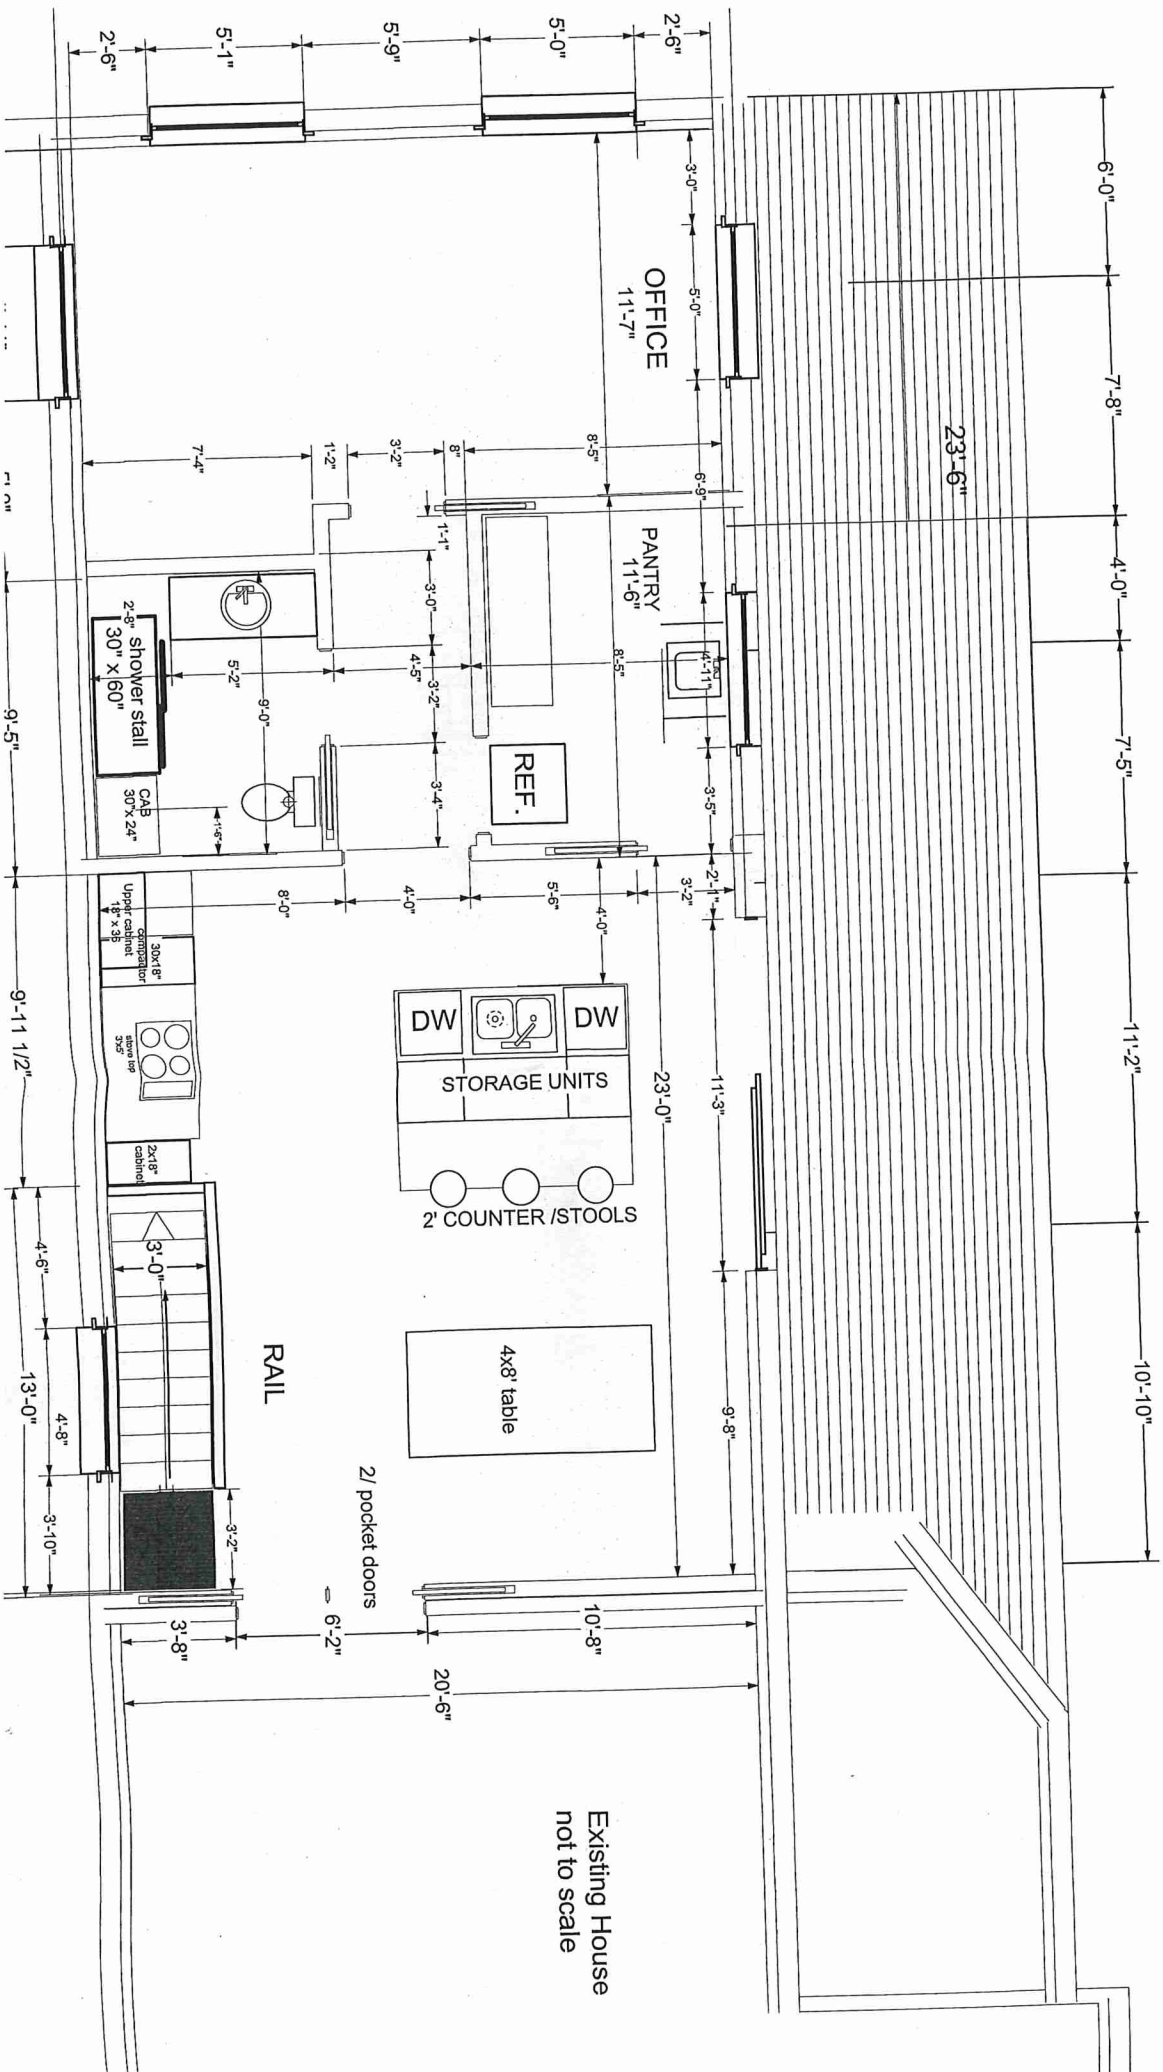 6'-0"
7'-8"
4'-0"
7'-5"
11'-2"
10'-10"
23'-6"
2'-6"
5'-0"
5'-9"
5'-1"
2'-6"
3'-0"
5'-0"
6'-9"
4'-11"
3'-5"
2'-1"
11'-3"
9'-8"
OFFICE
11'-7"
PANTRY
11'-6"
8'-5"
8"
3'-2"
1'-2"
7'-4"
8'-5"
4'-5"
5'-2"
2'-8"
1'-1"
3'-0"
3'-2"
3'-4"
REF.
9'-0"
1'-6"
shower stall
30" x 60"
CAB
30"x 24"
3'-2"
5'-6"
4'-0"
8'-0"
4'-0"
23'-0"
DW
DW
STORAGE UNITS
2' COUNTER /STOOLS
4x8' table
30x18"
compactor
Upper cabinet
18" x 36
stove top
3'x5'
2x18"
cabinet
3'-0"
RAIL
2/ pocket doors
3'-2"
10'-8"
6'-2"
3'-8"
20'-6"
Existing House
not to scale
4'-6"
4'-8"
3'-10"
9'-5"
9'-11 1/2"
13'-0"